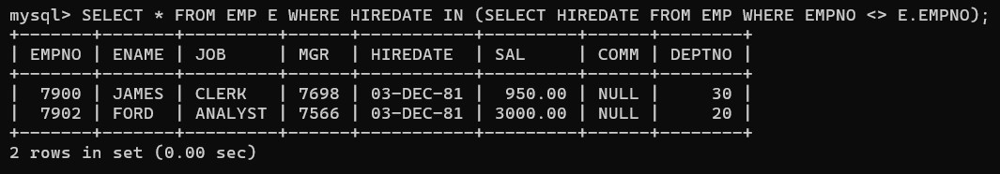 mysql> SELECT * FROM EMP E WHERE HIREDATE IN (SELECT HIREDATE FROM EMP WHERE EMPNO <> E.EMPNO);
+-------+-------+---------+------+-----------+---------+------+--------+
| EMPNO | ENAME | JOB     | MGR  | HIREDATE  | SAL     | COMM | DEPTNO |
+-------+-------+---------+------+-----------+---------+------+--------+
|  7900 | JAMES | CLERK   | 7698 | 03-DEC-81 |  950.00 | NULL |     30 |
|  7902 | FORD  | ANALYST | 7566 | 03-DEC-81 | 3000.00 | NULL |     20 |
+-------+-------+---------+------+-----------+---------+------+--------+
2 rows in set (0.00 sec)